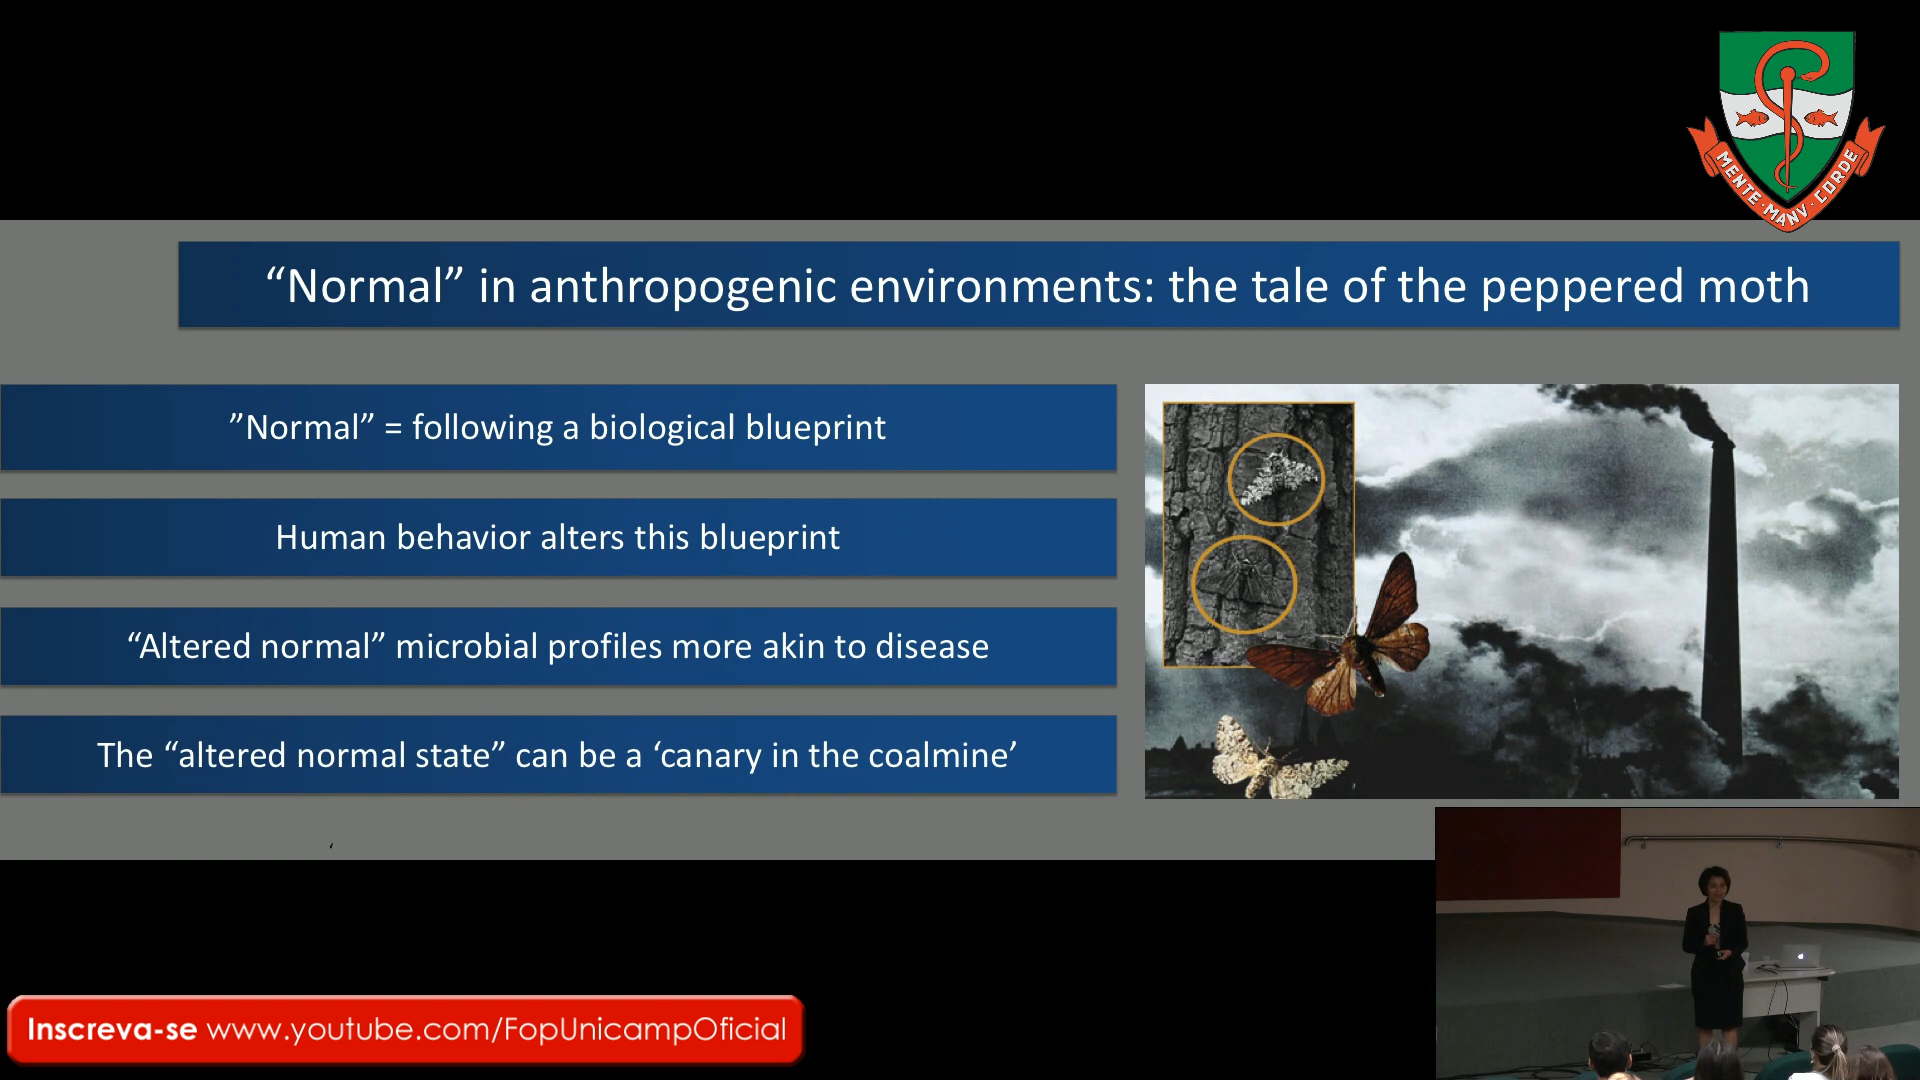 MENTE·MANV·CORDE
“Normal” in anthropogenic environments: the tale of the peppered moth
”Normal” = following a biological blueprint
Human behavior alters this blueprint
“Altered normal” microbial profiles more akin to disease
The “altered normal state” can be a ‘canary in the coalmine’
‘
Inscreva-se www.youtube.com/FopUnicampOficial